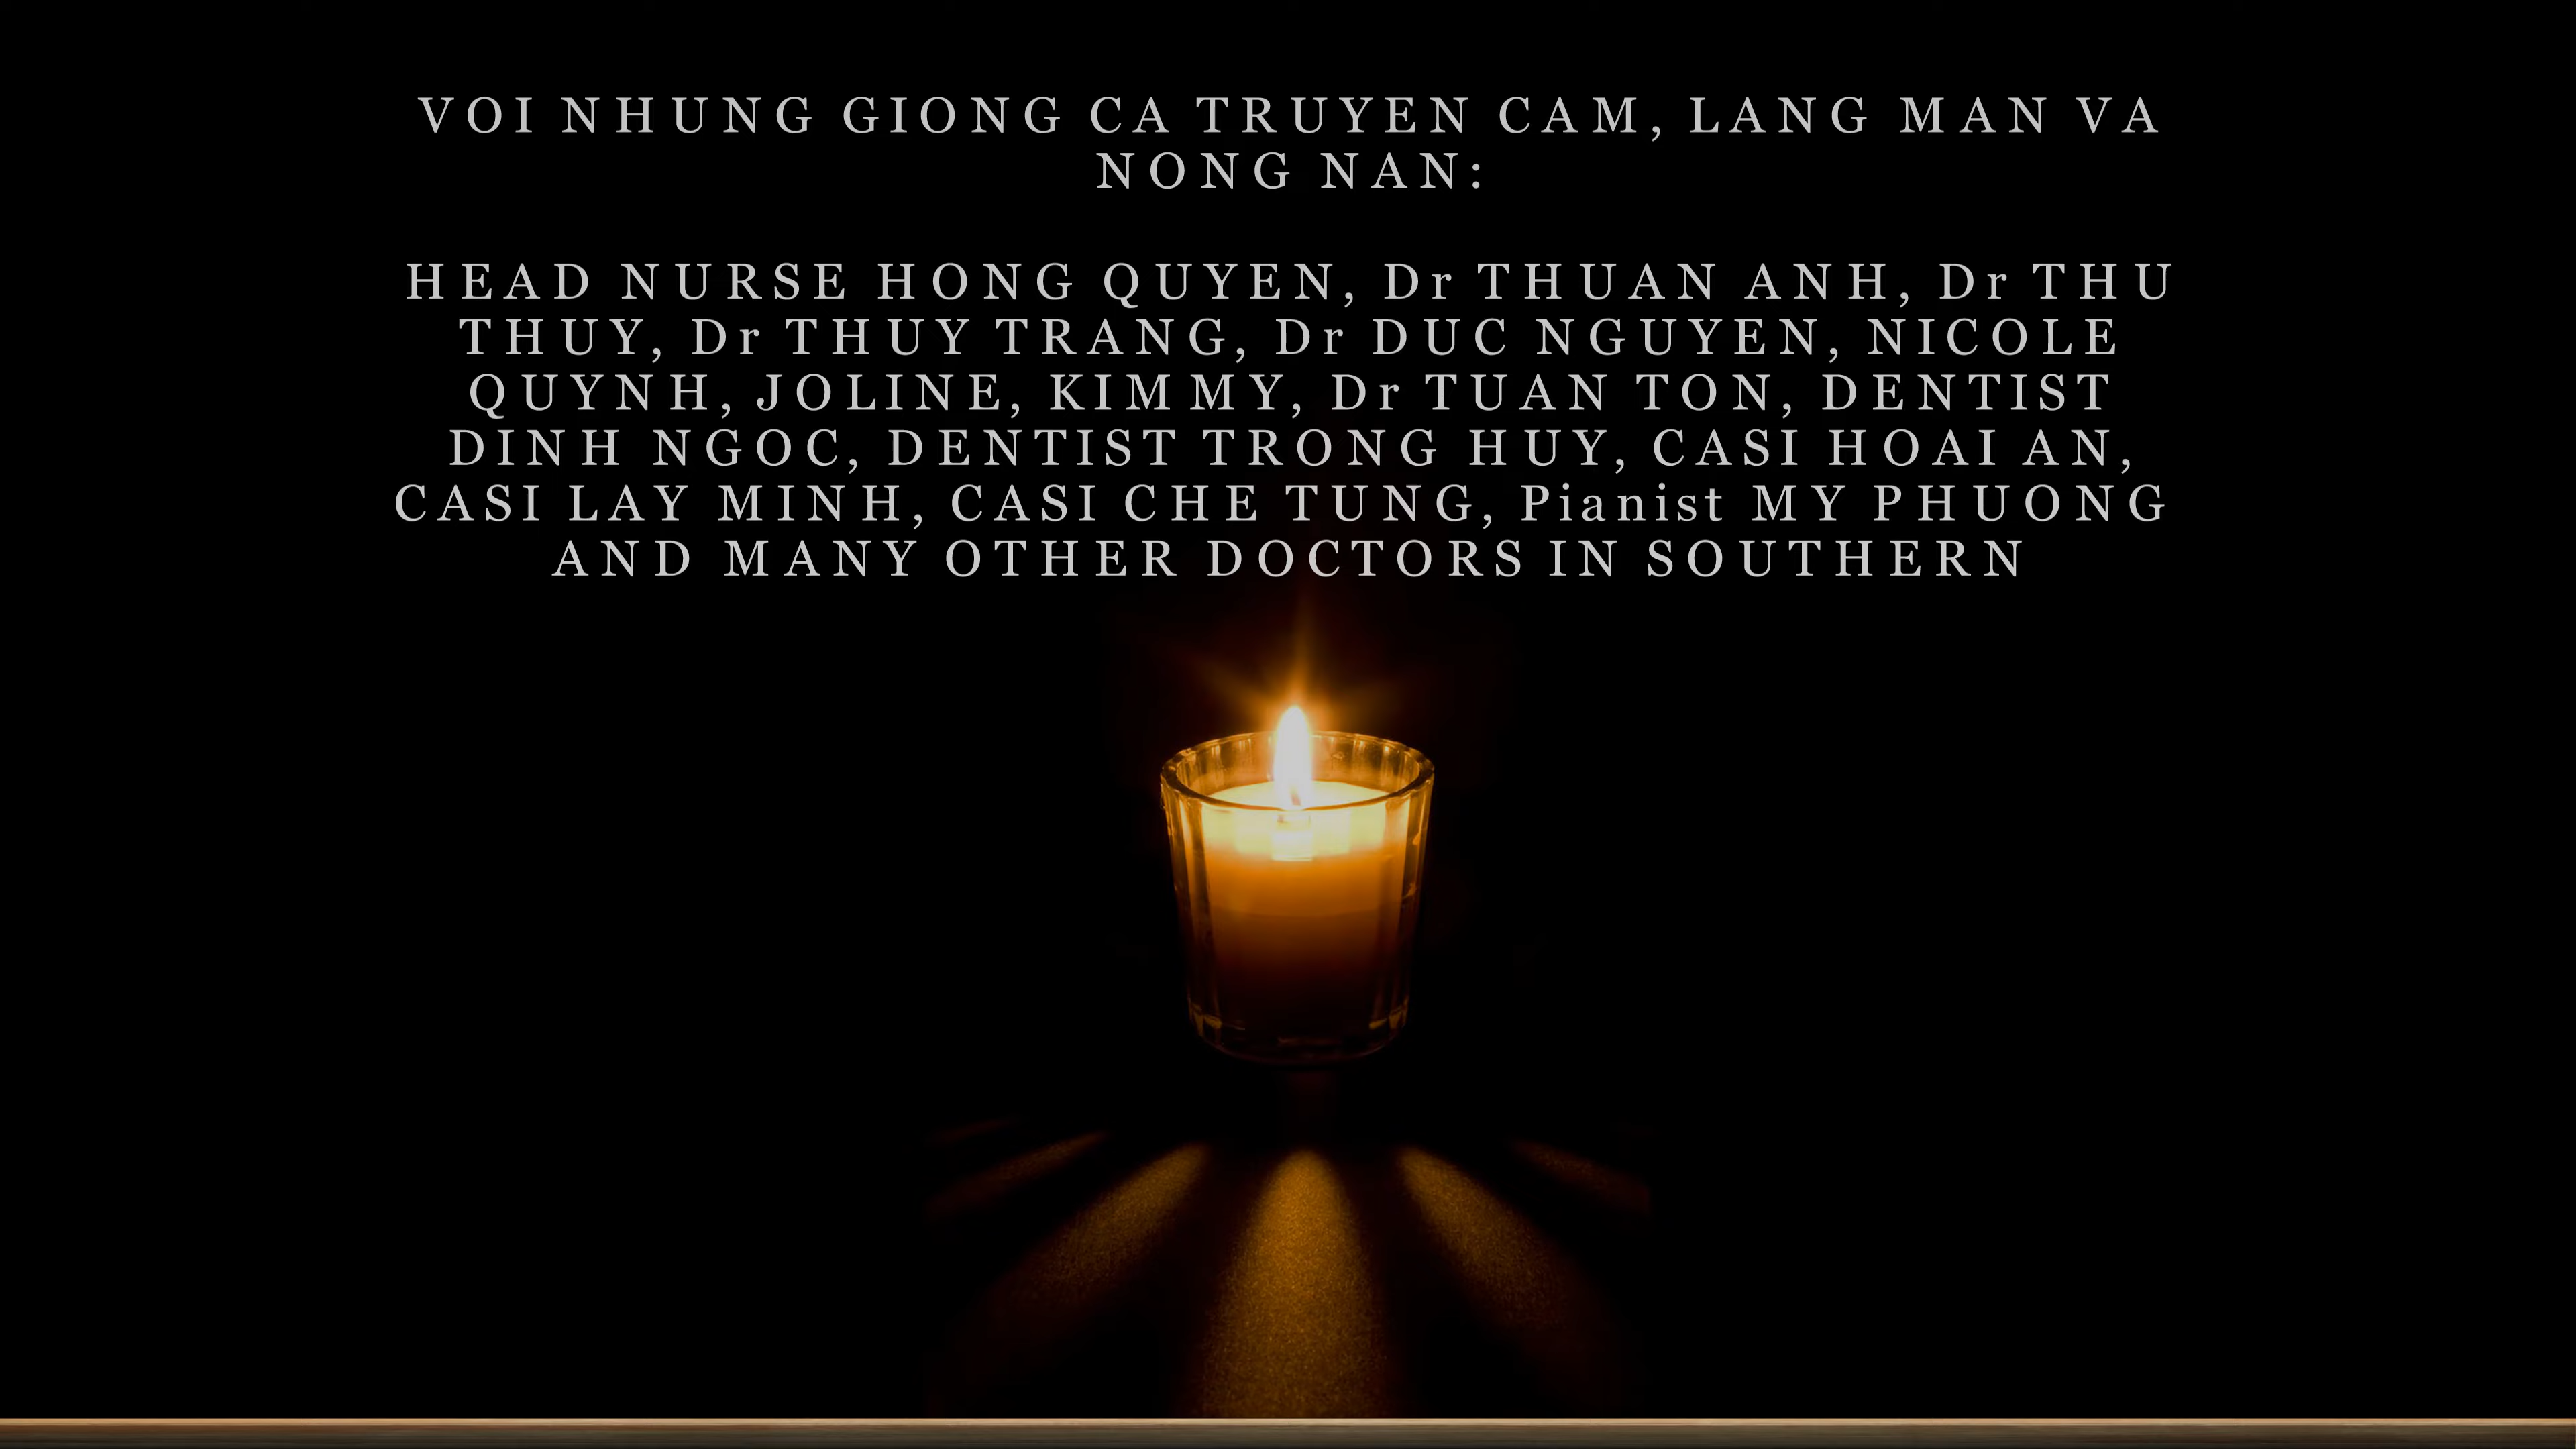 VOI NHUNG GIONG CA TRUYEN CAM, LANG MAN VA
NONG NAN:
HEAD NURSE HONG QUYEN, Dr THUAN ANH, Dr THU
THUY, Dr THUY TRANG, Dr DUC NGUYEN, NICOLE
QUYNH, JOLINE, KIM MY, Dr TUAN TON, DENTIST
DINH NGOC, DENTIST TRONG HUY, CASI HOAI AN,
CASI LAY MINH, CASI CHE TUNG, Pianist MY PHUONG
AND MANY OTHER DOCTORS IN SOUTHERN